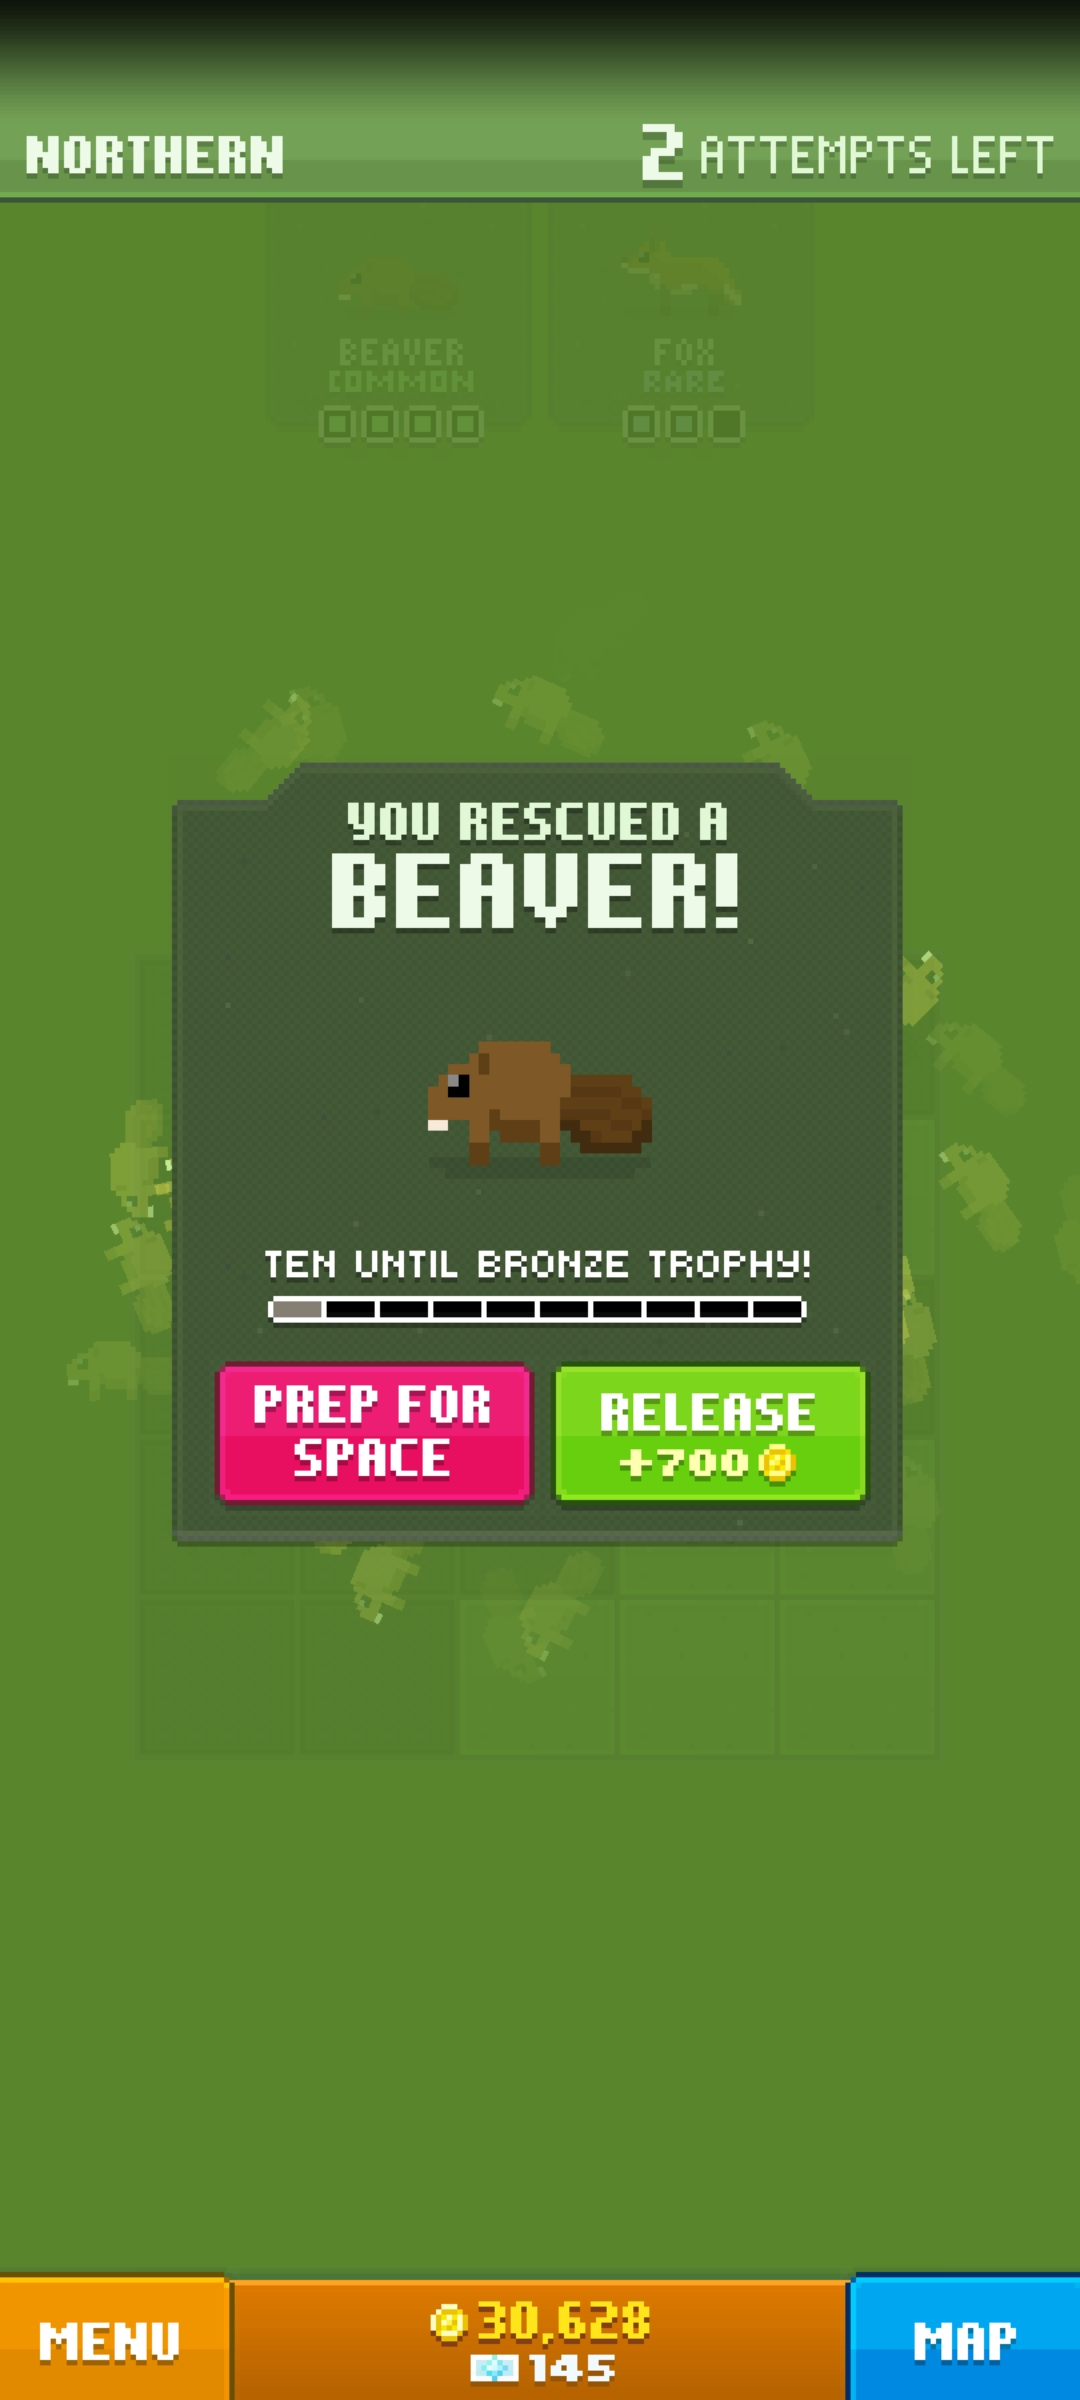 NORTHERN
2 ATTEMPTS LEFT
BEAVER
COMMON
FOX
RARE
YOU RESCUED A
BEAVER!
TEN UNTIL BRONZE TROPHY!
PREP FOR
SPACE
RELEASE
+700
MENU
30,628
145
MAP